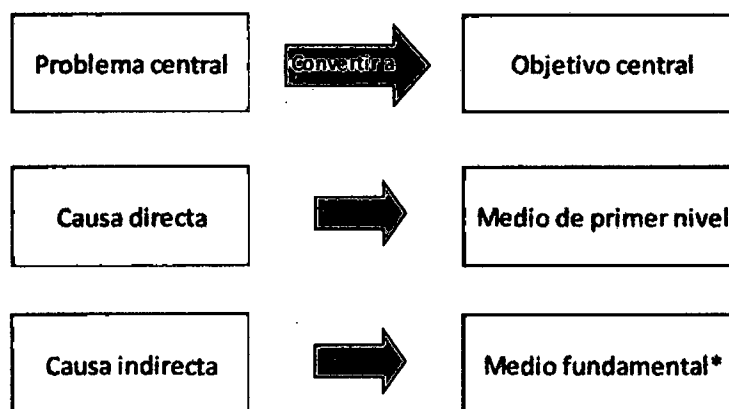 Problema central
Convertir a
Objetivo central
Causa directa
Medio de primer nivel
Causa indirecta
Medio fundamental*